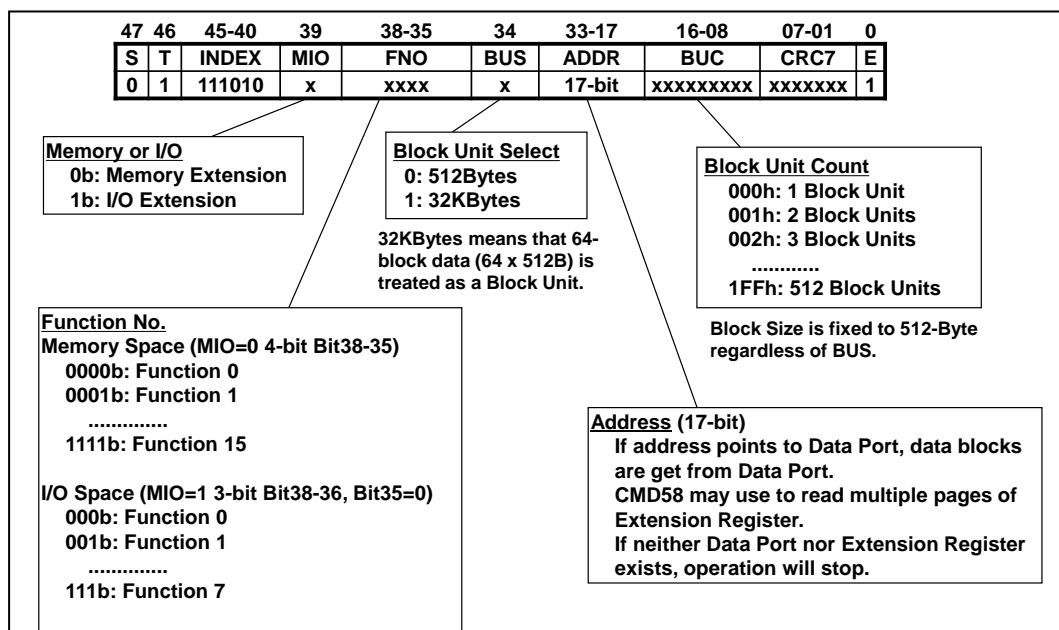 47 46 45-40 39 38-35 34 33-17 16-08 07-01 0
S T INDEX MIO FNO BUS ADDR BUC CRC7 E
0 1 111010 x xxxx x 17-bit xxxxxxxxx xxxxxxx 1
Memory or I/O
0b: Memory Extension
1b: I/O Extension
Block Unit Select
0: 512Bytes
1: 32KBytes
32KBytes means that 64-
block data (64 x 512B) is
treated as a Block Unit.
Block Unit Count
000h: 1 Block Unit
001h: 2 Block Units
002h: 3 Block Units
............
1FFh: 512 Block Units
Block Size is fixed to 512-Byte
regardless of BUS.
Function No.
Memory Space (MIO=0 4-bit Bit38-35)
0000b: Function 0
0001b: Function 1
..............
1111b: Function 15
I/O Space (MIO=1 3-bit Bit38-36, Bit35=0)
000b: Function 0
001b: Function 1
..............
111b: Function 7
Address (17-bit)
If address points to Data Port, data blocks
are get from Data Port.
CMD58 may use to read multiple pages of
Extension Register.
If neither Data Port nor Extension Register
exists, operation will stop.